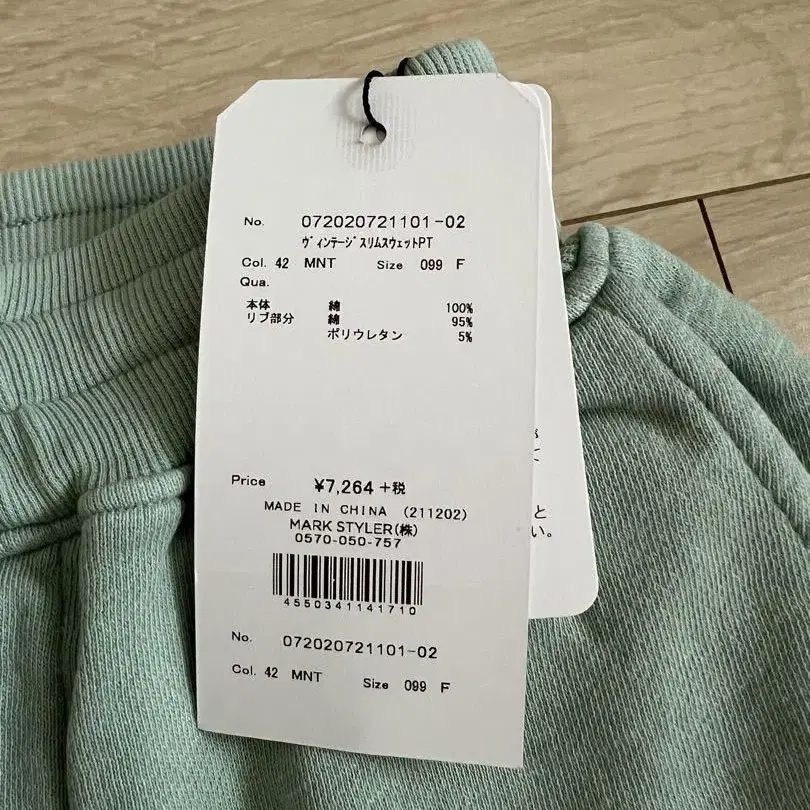 No. 072020721101-02
ヴィンテージスリムスウェットPT
Col. 42 MNT Size 099 F
Qua.
本体 綿 100%
リブ部分 綿 95%
ポリウレタン 5%
Price ¥7,264 +税
MADE IN CHINA (211202)
MARK STYLER(株)
0570-050-757
4550341141710
No. 072020721101-02
Col. 42 MNT Size 099 F
て
と
い。